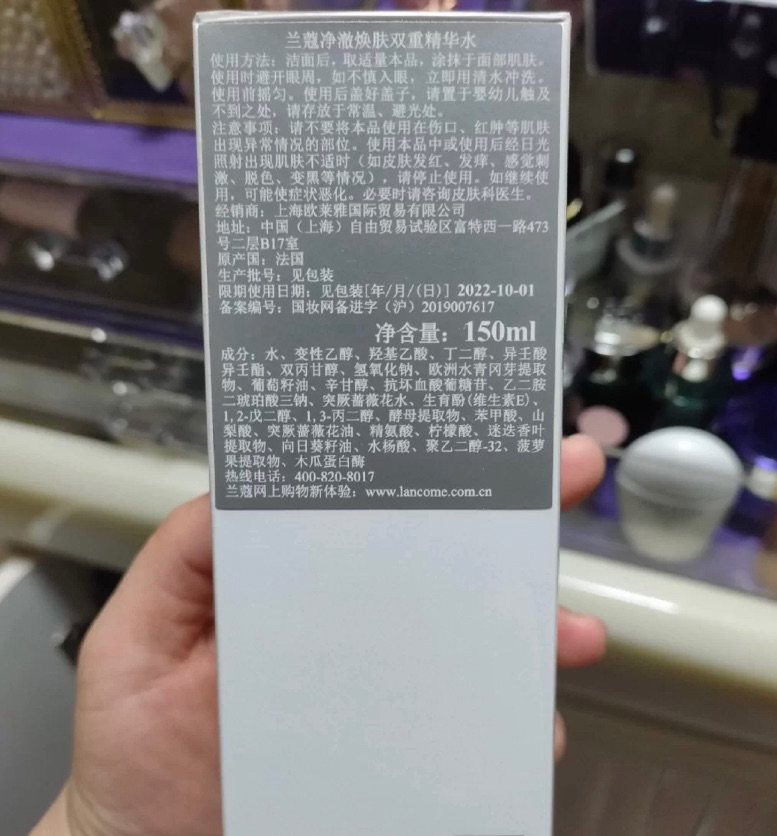 兰蔻净澈焕肤双重精华水
使用方法：洁面后，取适量本品，涂抹于面部肌肤。
使用时避开眼周，如不慎入眼，立即用清水冲洗。
使用前摇匀。使用后盖好盖子，请置于婴幼儿触及
不到之处，请存放于常温、避光处。
注意事项：请不要将本品使用在伤口、红肿等肌肤
出现异常情况的部位。使用本品中或使用后经日光
照射出现肌肤不适时（如皮肤发红、发痒、感觉刺
激、脱色、变黑等情况），请停止使用。如继续使
用，可能使症状恶化。必要时请咨询皮肤科医生。
经销商：上海欧莱雅国际贸易有限公司
地址：中国（上海）自由贸易试验区富特西一路473
号二层B17室
原产国：法国
生产批号：见包装
限期使用日期：见包装[年/月/(日)] 2022-10-01
备案编号：国妆网备进字（沪）2019007617
净含量：150ml
成分：水、变性乙醇、羟基乙酸、丁二醇、异壬酸
异壬酯、双丙甘醇、氢氧化钠、欧洲水青冈芽提取
物、葡萄籽油、辛甘醇、抗坏血酸葡糖苷、乙二胺
二琥珀酸三钠、突厥蔷薇花水、生育酚(维生素E)、
1,2-戊二醇、1,3-丙二醇、酵母提取物、苯甲酸、山
梨酸、突厥蔷薇花油、精氨酸、柠檬酸、迷迭香叶
提取物、向日葵籽油、水杨酸、聚乙二醇-32、菠萝
果提取物、木瓜蛋白酶
热线电话：400-820-8017
兰蔻网上购物新体验：www.lancome.com.cn